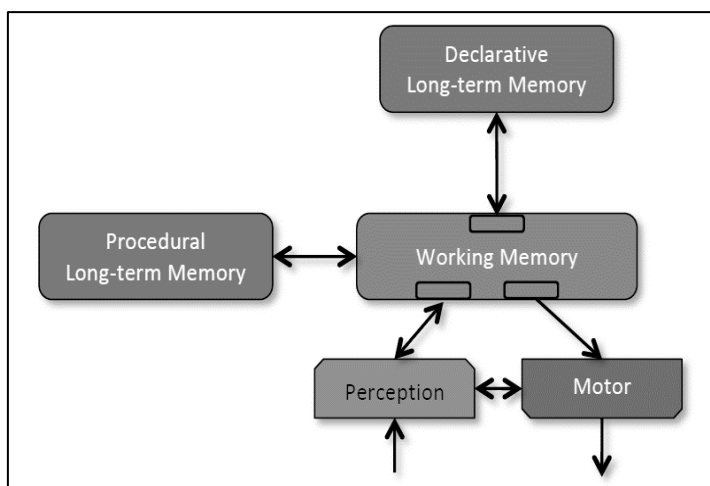 Declarative
Long-term Memory
Procedural
Long-term Memory
Working Memory
Perception
Motor